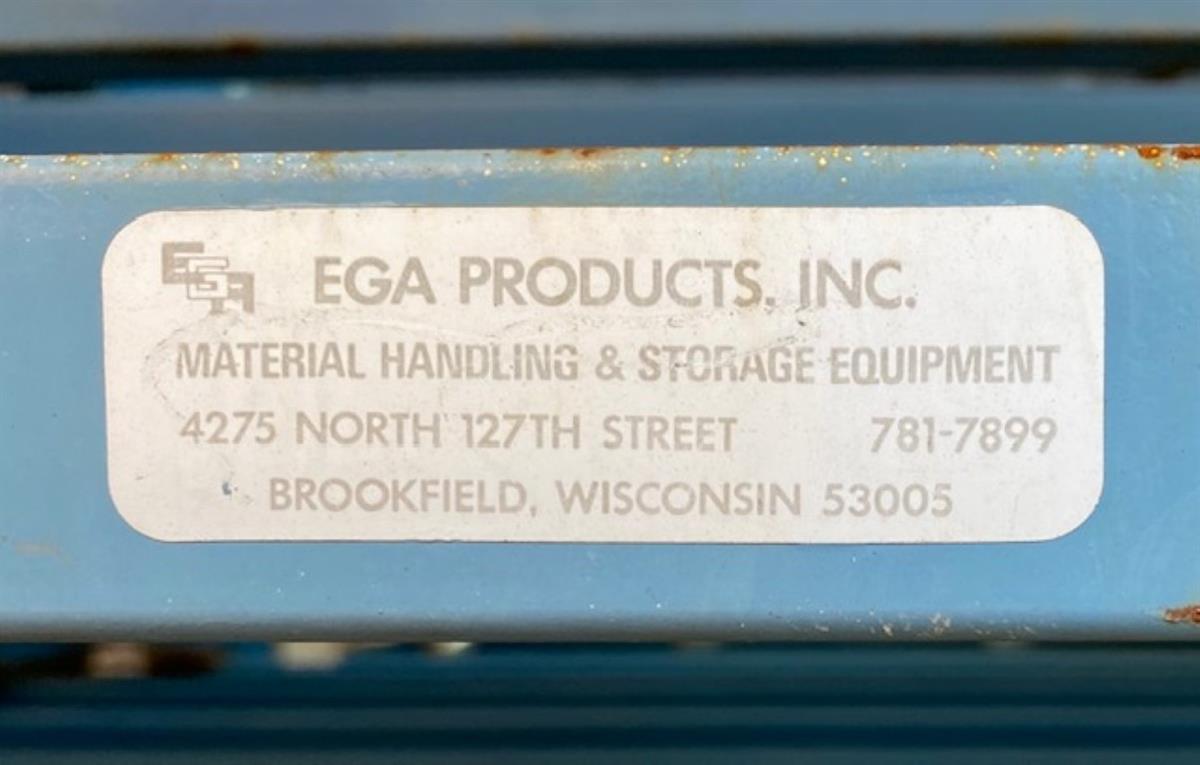 EGA EGA PRODUCTS, INC.
MATERIAL HANDLING & STORAGE EQUIPMENT
4275 NORTH 127TH STREET 781-7899
BROOKFIELD, WISCONSIN 53005